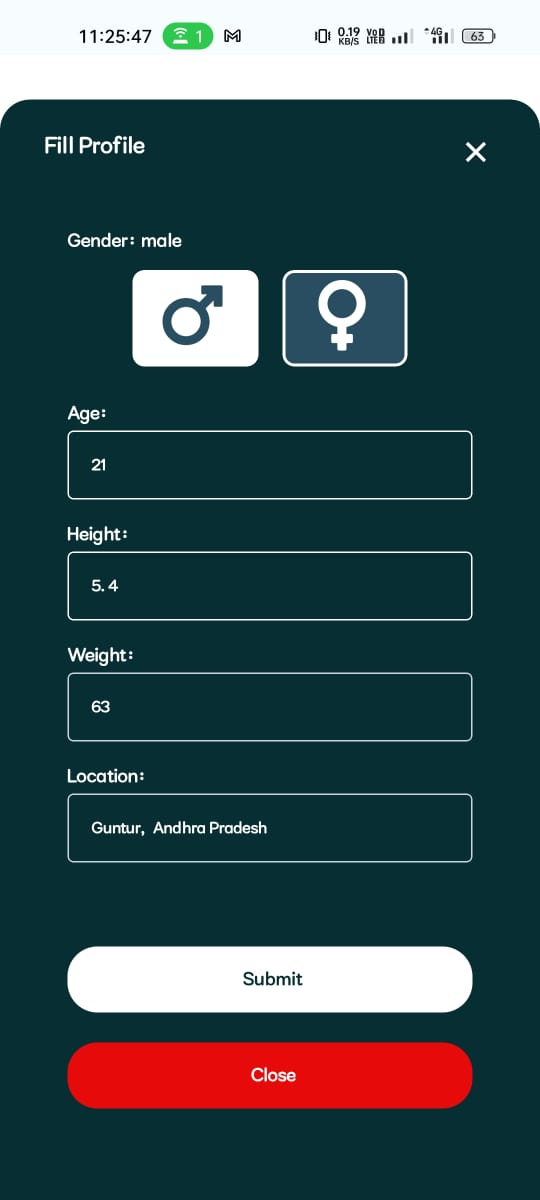 11:25:47 1 0.19 KB/S Vo LTE 4G 63
Fill Profile
Gender: male
Age:
21
Height:
5. 4
Weight:
63
Location:
Guntur, Andhra Pradesh
Submit
Close